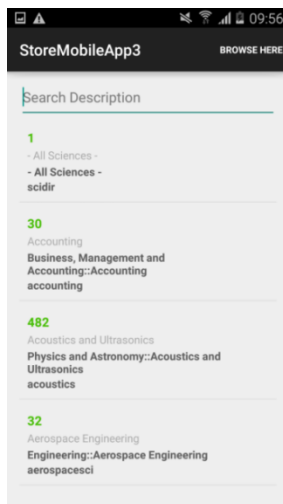 09:56
StoreMobileApp3 BROWSE HERE
Search Description
1
- All Sciences -
- All Sciences -
scidir
30
Accounting
Business, Management and
Accounting::Accounting
accounting
482
Acoustics and Ultrasonics
Physics and Astronomy::Acoustics and
Ultrasonics
acoustics
32
Aerospace Engineering
Engineering::Aerospace Engineering
aerospacesci